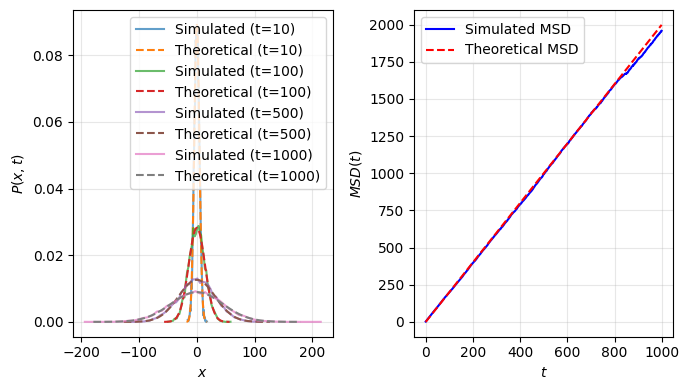 Simulated (t=10)
Theoretical (t=10)
Simulated (t=100)
Theoretical (t=100)
Simulated (t=500)
Theoretical (t=500)
Simulated (t=1000)
Theoretical (t=1000)
0.08
0.06
0.04
0.02
0.00
P(x, t)
−200 −100 0 100 200
x
Simulated MSD
Theoretical MSD
2000
1750
1500
1250
1000
750
500
250
0
MSD(t)
0 200 400 600 800 1000
t